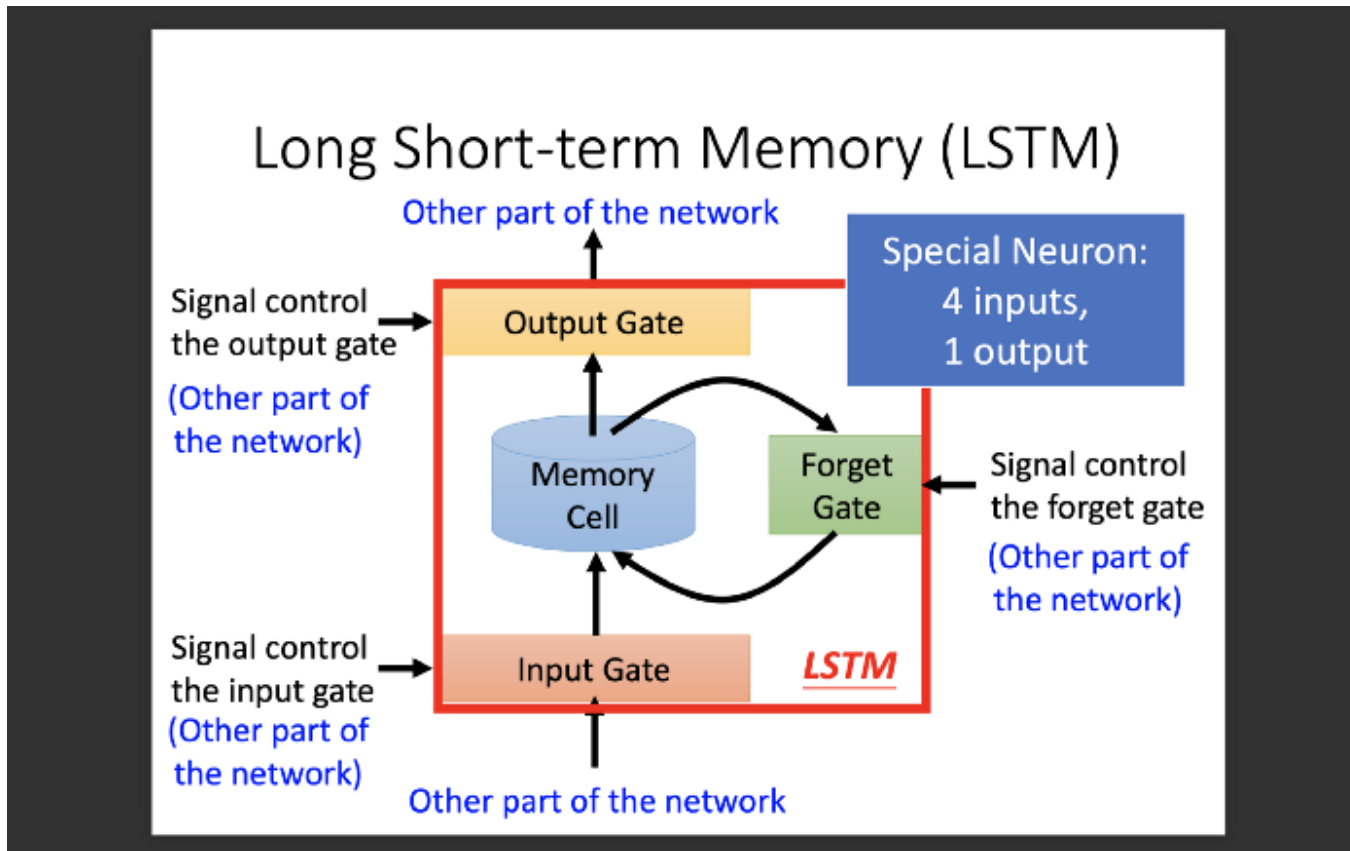 Long Short-term Memory (LSTM)
Other part of the network
Special Neuron:
4 inputs,
1 output
Signal control
the output gate
(Other part of
the network)
Output Gate
Memory
Cell
Forget
Gate
Signal control
the forget gate
(Other part of
the network)
Signal control
the input gate
(Other part of
the network)
Input Gate
LSTM
Other part of the network